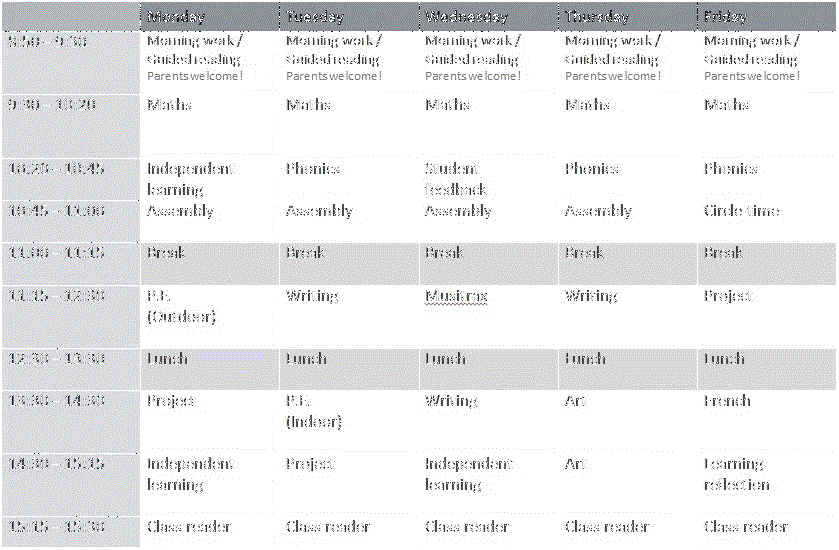 Monday Tuesday Wednesday Thursday Friday
8:50 – 9:30 Morning work / Morning work / Morning work / Morning work / Morning work /
Guided reading Guided reading Guided reading Guided reading Guided reading
Parents welcome! Parents welcome! Parents welcome! Parents welcome! Parents welcome!
9:30 – 10:20 Maths Maths Maths Maths Maths
10:20 – 10:45 Independent Phonics Student Phonics Phonics
learning feedback
10:45 – 11:00 Assembly Assembly Assembly Assembly Circle time
11:00 – 11:15 Break Break Break Break Break
11:15 – 12:30 P.E. Writing Musitrax Writing Project
(Outdoor)
12:30 – 13:30 Lunch Lunch Lunch Lunch Lunch
13:30 – 14:30 Project P.E. Writing Art French
(Indoor)
14:30 – 15:15 Independent Project Independent Art Learning
learning learning reflection
15:15 – 15:30 Class reader Class reader Class reader Class reader Class reader